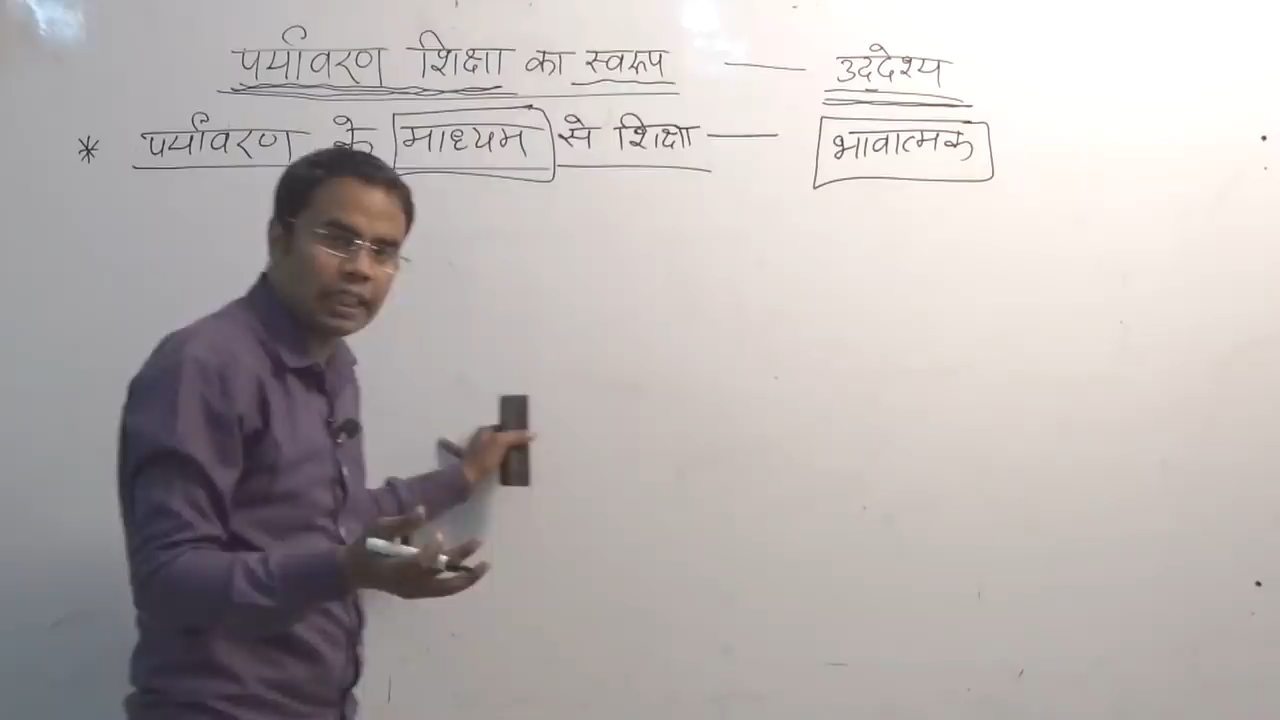 पर्यावरण शिक्षा का स्वरूप — उद्देश्य
* पर्यावरण के माध्यम से शिक्षा — भावात्मक